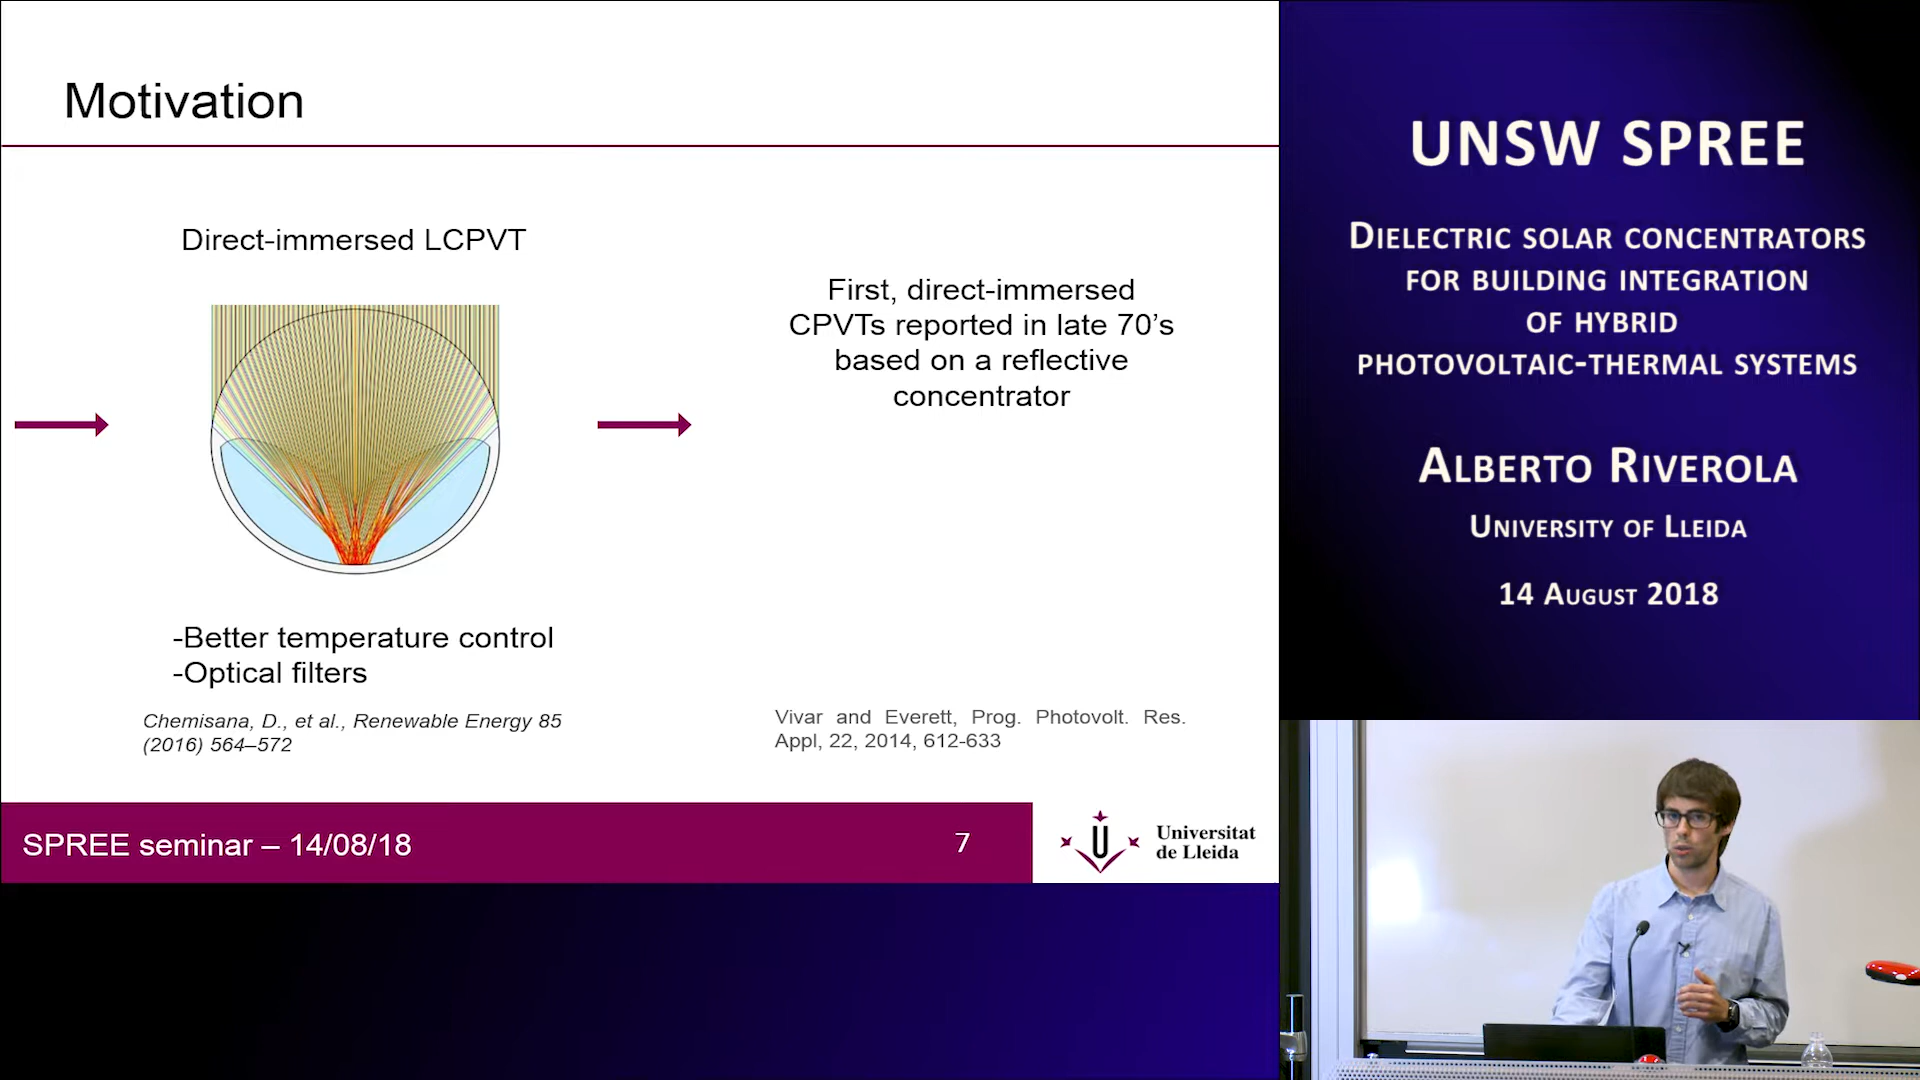 Motivation
Direct-immersed LCPVT
-Better temperature control
-Optical filters
Chemisana, D., et al., Renewable Energy 85
(2016) 564–572
First, direct-immersed
CPVTs reported in late 70’s
based on a reflective
concentrator
Vivar and Everett, Prog. Photovolt. Res.
Appl, 22, 2014, 612-633
SPREE seminar – 14/08/18
7
Universitat
de Lleida
UNSW SPREE
DIELECTRIC SOLAR CONCENTRATORS
FOR BUILDING INTEGRATION
OF HYBRID
PHOTOVOLTAIC-THERMAL SYSTEMS
ALBERTO RIVEROLA
UNIVERSITY OF LLEIDA
14 AUGUST 2018